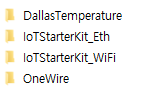 DallasTemperature
IoTStarterKit_Eth
IoTStarterKit_WiFi
OneWire